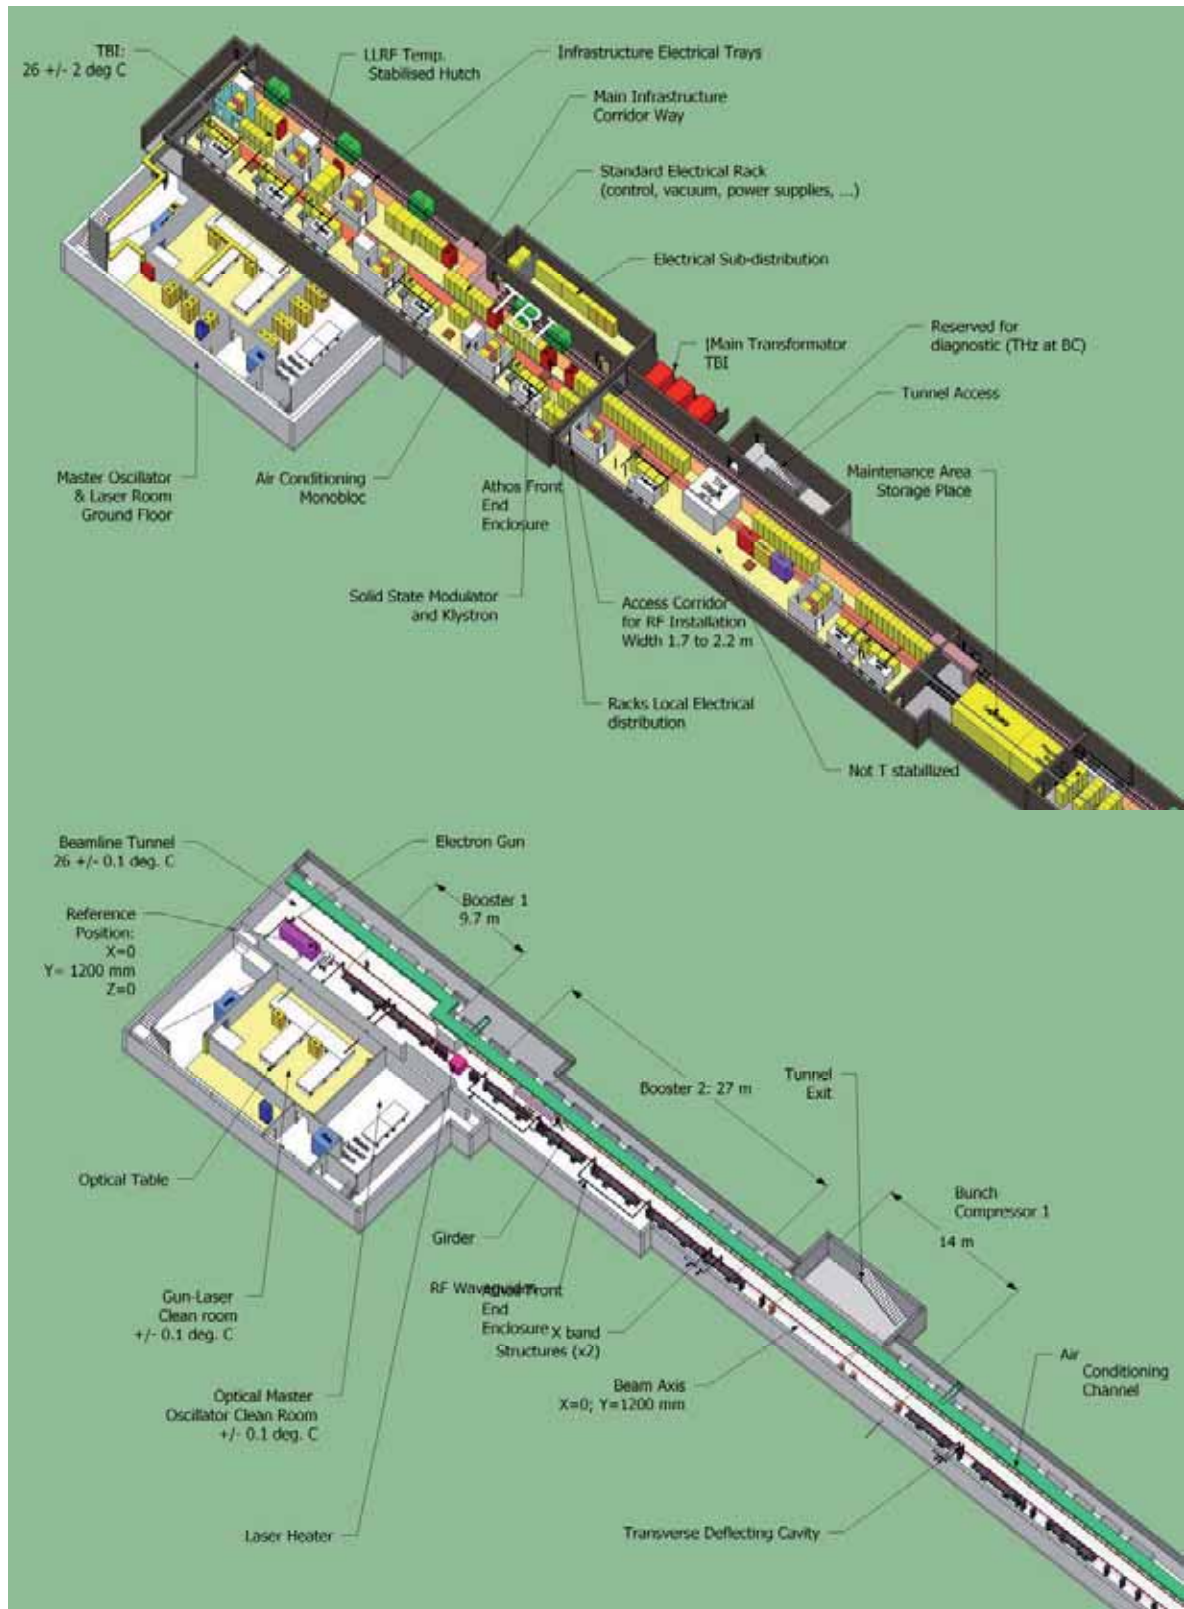 TBI:
26 +/- 2 deg C
LLRF Temp.
Stabilised Hutch
Infrastructure Electrical Trays
Main Infrastructure
Corridor Way
Standard Electrical Rack
(control, vacuum, power supplies, ...)
Electrical Sub-distribution
TBI
|Main Transformator
TBI
Reserved for
diagnostic (THz at BC)
Tunnel Access
Maintenance Area
Storage Place
Master Oscillator
& Laser Room
Ground Floor
Air Conditioning
Monobloc
Athos Front
End
Enclosure
Solid State Modulator
and Klystron
Access Corridor
for RF Installation
Width 1.7 to 2.2 m
Racks Local Electrical
distribution
Not T stabillized
Beamline Tunnel
26 +/- 0.1 deg. C
Electron Gun
Booster 1
9.7 m
Reference
Position:
X=0
Y= 1200 mm
Z=0
Booster 2: 27 m
Tunnel
Exit
Bunch
Compressor 1
14 m
Optical Table
Girder
RF Waveguides
Athos Front
End
Enclosure
X band
Structures (x2)
Gun-Laser
Clean room
+/- 0.1 deg. C
Beam Axis
X=0; Y=1200 mm
Air
Conditioning
Channel
Optical Master
Oscillator Clean Room
+/- 0.1 deg. C
Laser Heater
Transverse Deflecting Cavity